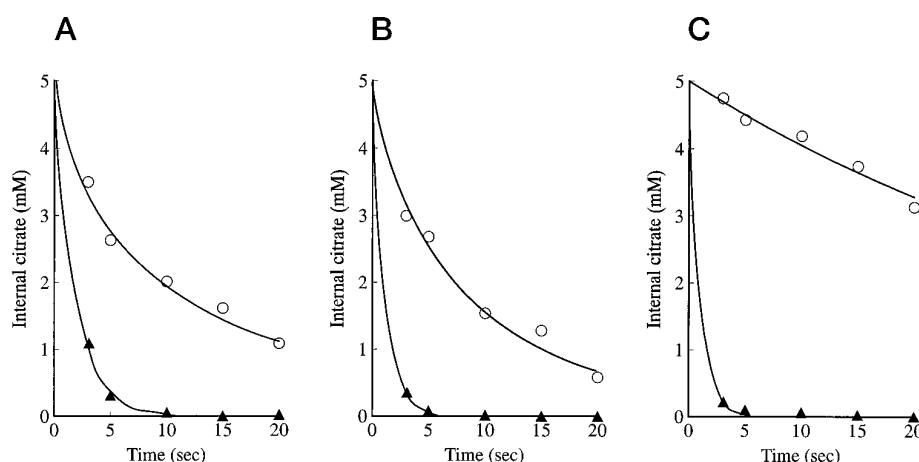 A B C
5 5 5
4 4 4
3 3 3
2 2 2
1 1 1
0 0 0
0 5 10 15 20 0 5 10 15 20 0 5 10 15 20
Internal citrate (mM) Internal citrate (mM) Internal citrate (mM)
Time (sec) Time (sec) Time (sec)